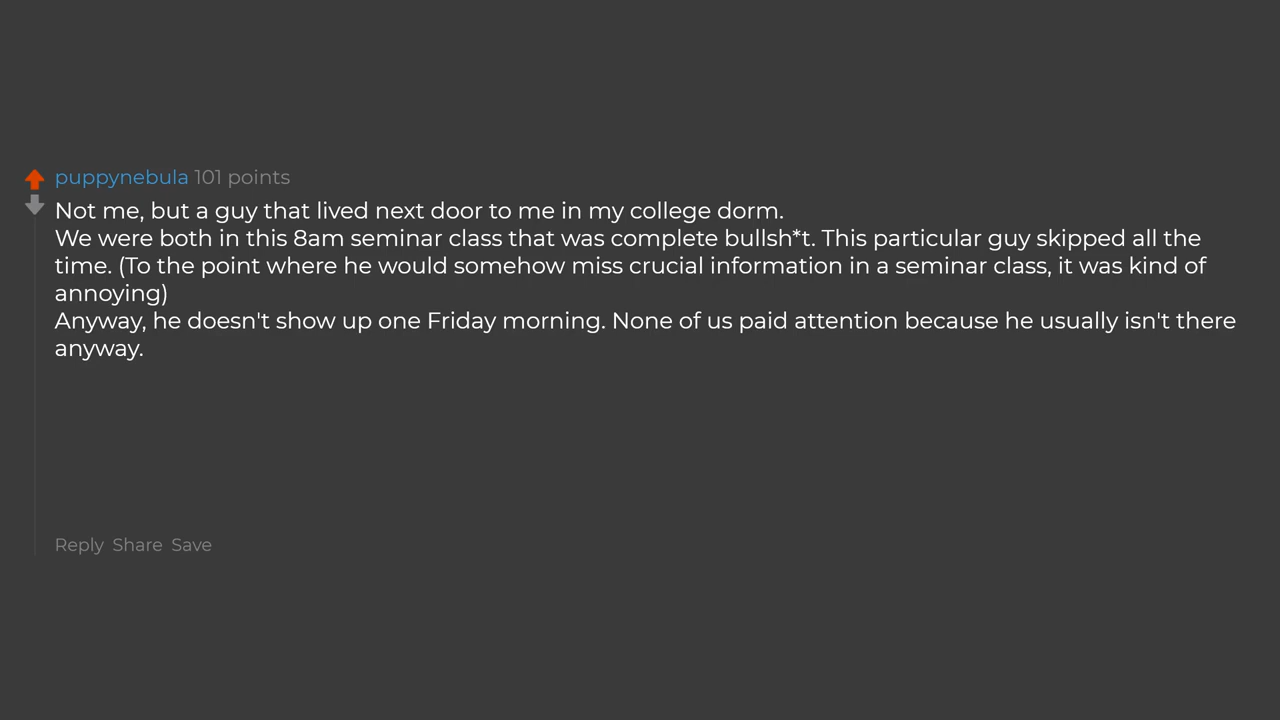 puppynebula 101 points
Not me, but a guy that lived next door to me in my college dorm.
We were both in this 8am seminar class that was complete bullsh*t. This particular guy skipped all the
time. (To the point where he would somehow miss crucial information in a seminar class, it was kind of
annoying)
Anyway, he doesn't show up one Friday morning. None of us paid attention because he usually isn't there
anyway.
Reply Share Save